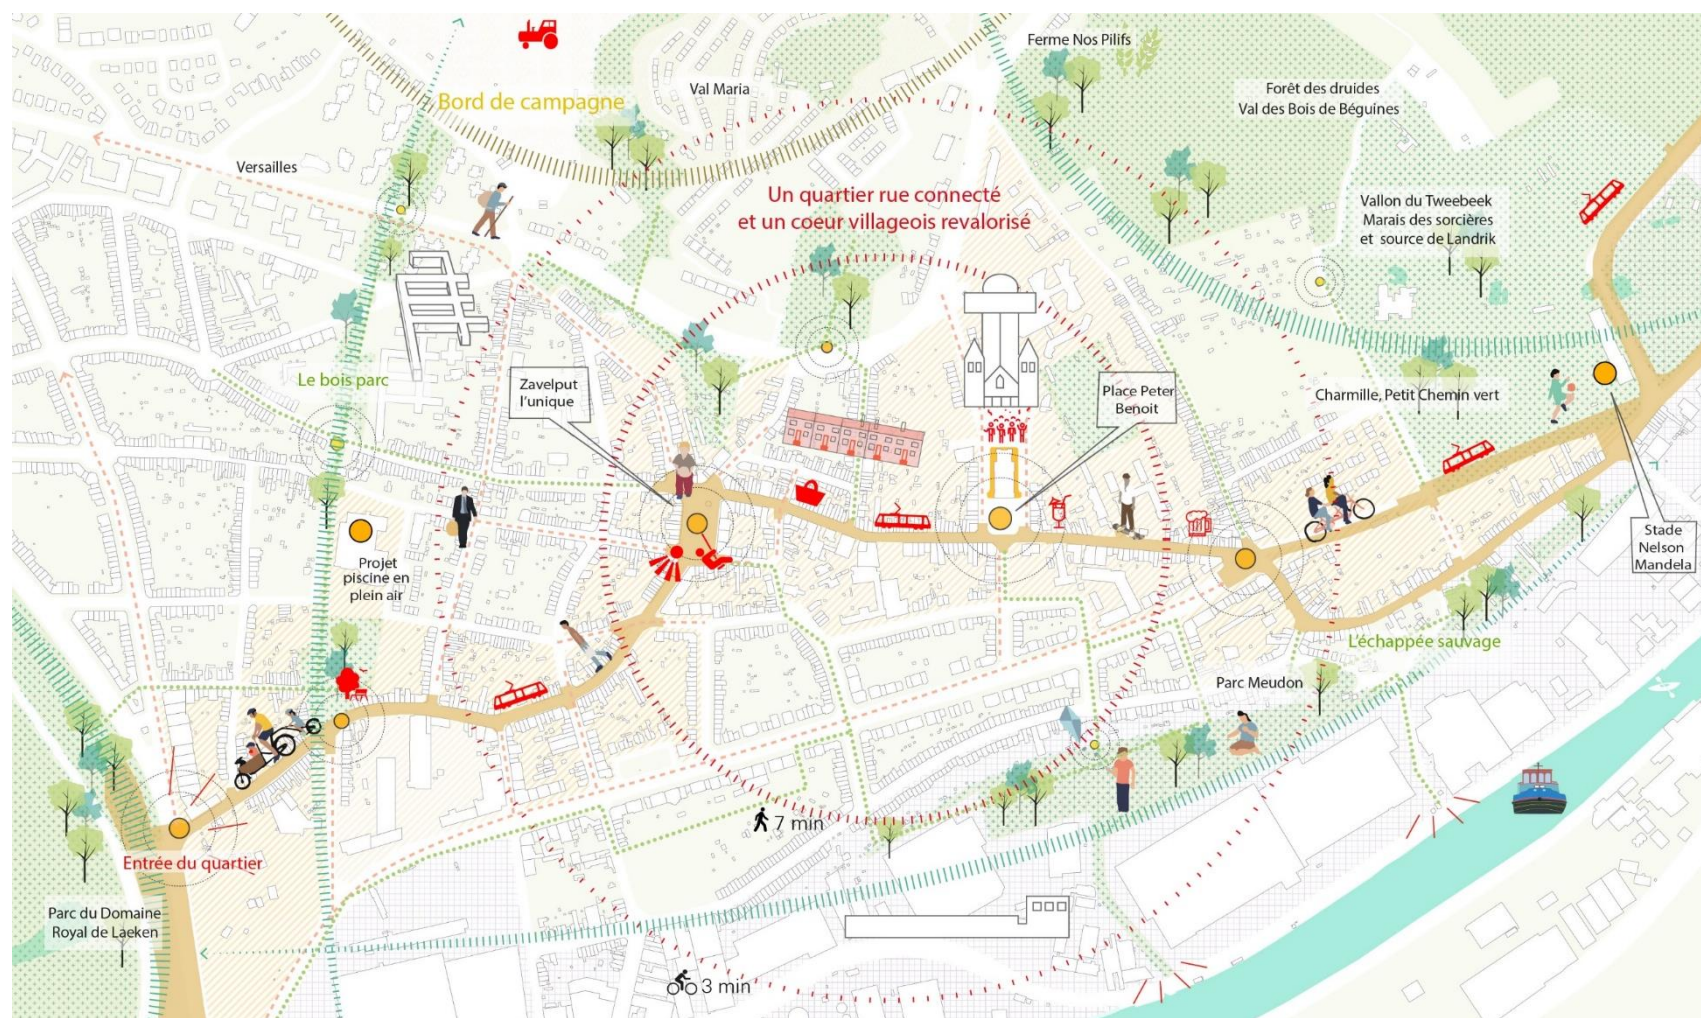 Ferme Nos Pilifs
Val Maria
Forêt des druides
Val des Bois de Béguines
Bord de campagne
Versailles
Un quartier rue connecté
et un coeur villageois revalorisé
Vallon du Tweebeek
Marais des sorcières
et source de Landrik
Le bois parc
Zavelput
l'unique
Place Peter
Benoit
Charmille, Petit Chemin vert
Projet
piscine en
plein air
Stade
Nelson
Mandela
L'échappée sauvage
Parc Meudon
7 min
Entrée du quartier
Parc du Domaine
Royal de Laeken
3 min